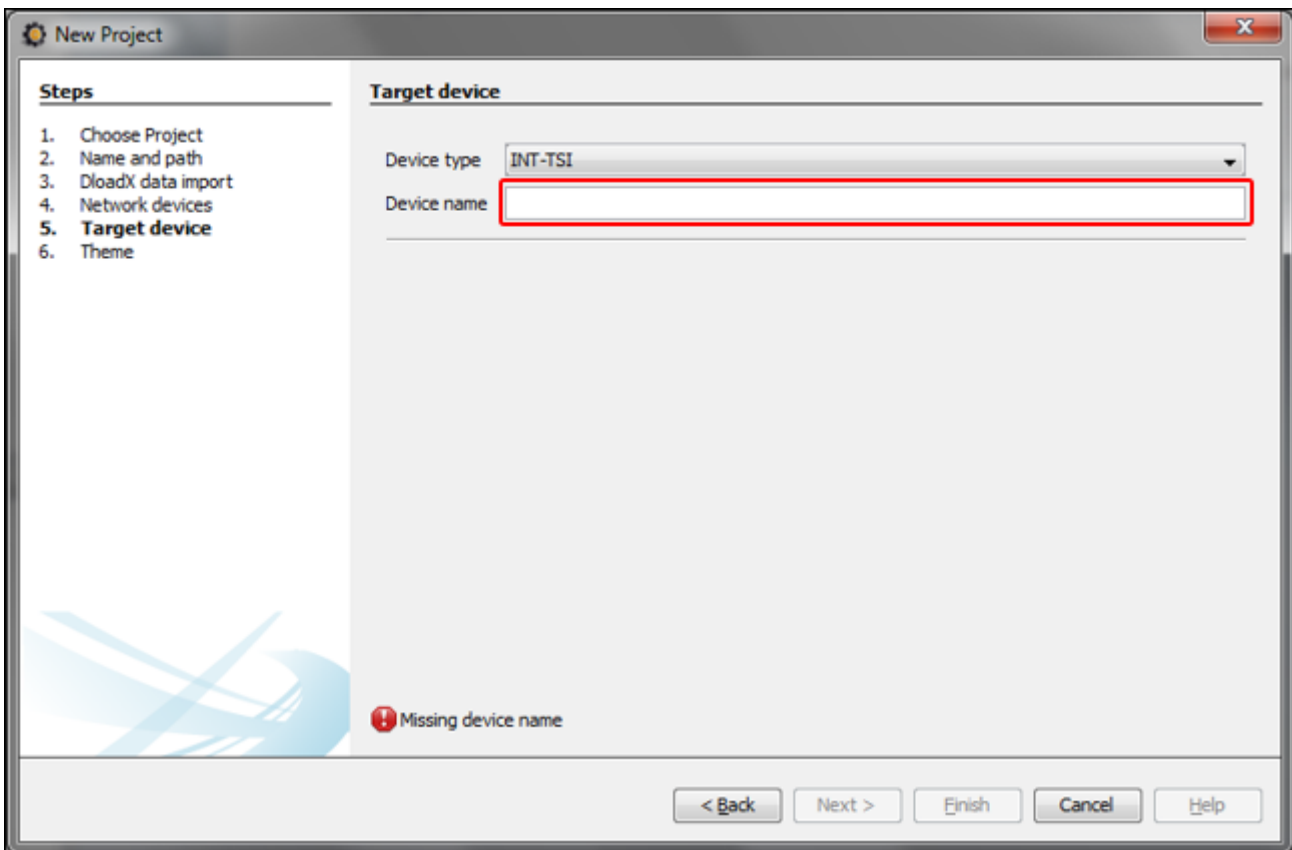 New Project
Steps
1. Choose Project
2. Name and path
3. DloadX data import
4. Network devices
5. Target device
6. Theme
Target device
Device type INT-TSI
Device name
Missing device name
< Back Next > Finish Cancel Help